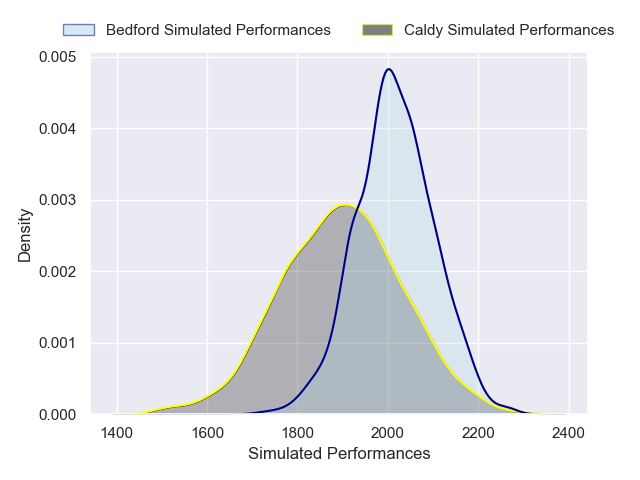 Bedford Simulated Performances
Caldy Simulated Performances
0.005
0.004
0.003
0.002
0.001
0.000
Density
1400 1600 1800 2000 2200 2400
Simulated Performances